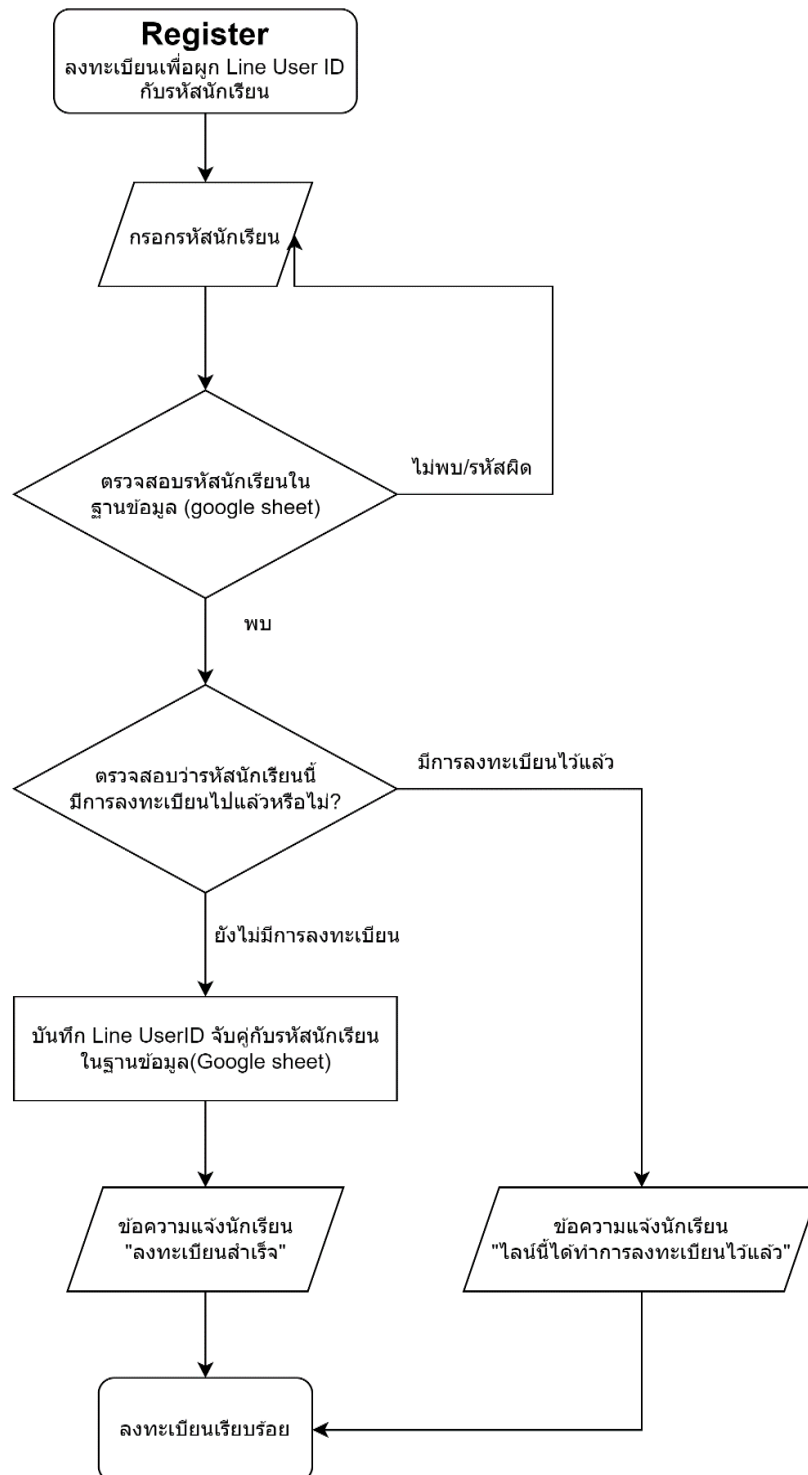 Register
ลงทะเบียนเพื่อผูก Line User ID
กับรหัสนักเรียน
กรอกรหัสนักเรียน
ตรวจสอบรหัสนักเรียนใน
ฐานข้อมูล (google sheet)
ไม่พบ/รหัสผิด
พบ
ตรวจสอบว่ารหัสนักเรียนนี้
มีการลงทะเบียนไปแล้วหรือไม่?
มีการลงทะเบียนไว้แล้ว
ยังไม่มีการลงทะเบียน
บันทึก Line UserID จับคู่กับรหัสนักเรียน
ในฐานข้อมูล(Google sheet)
ข้อความแจ้งนักเรียน
"ลงทะเบียนสำเร็จ"
ข้อความแจ้งนักเรียน
"ไลน์นี้ได้ทำการลงทะเบียนไว้แล้ว"
ลงทะเบียนเรียบร้อย